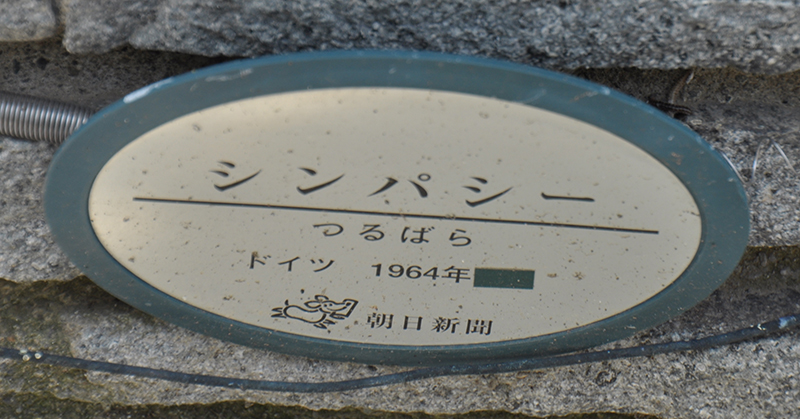 シンパシー
つるばら
ドイツ 1964年
朝日新聞